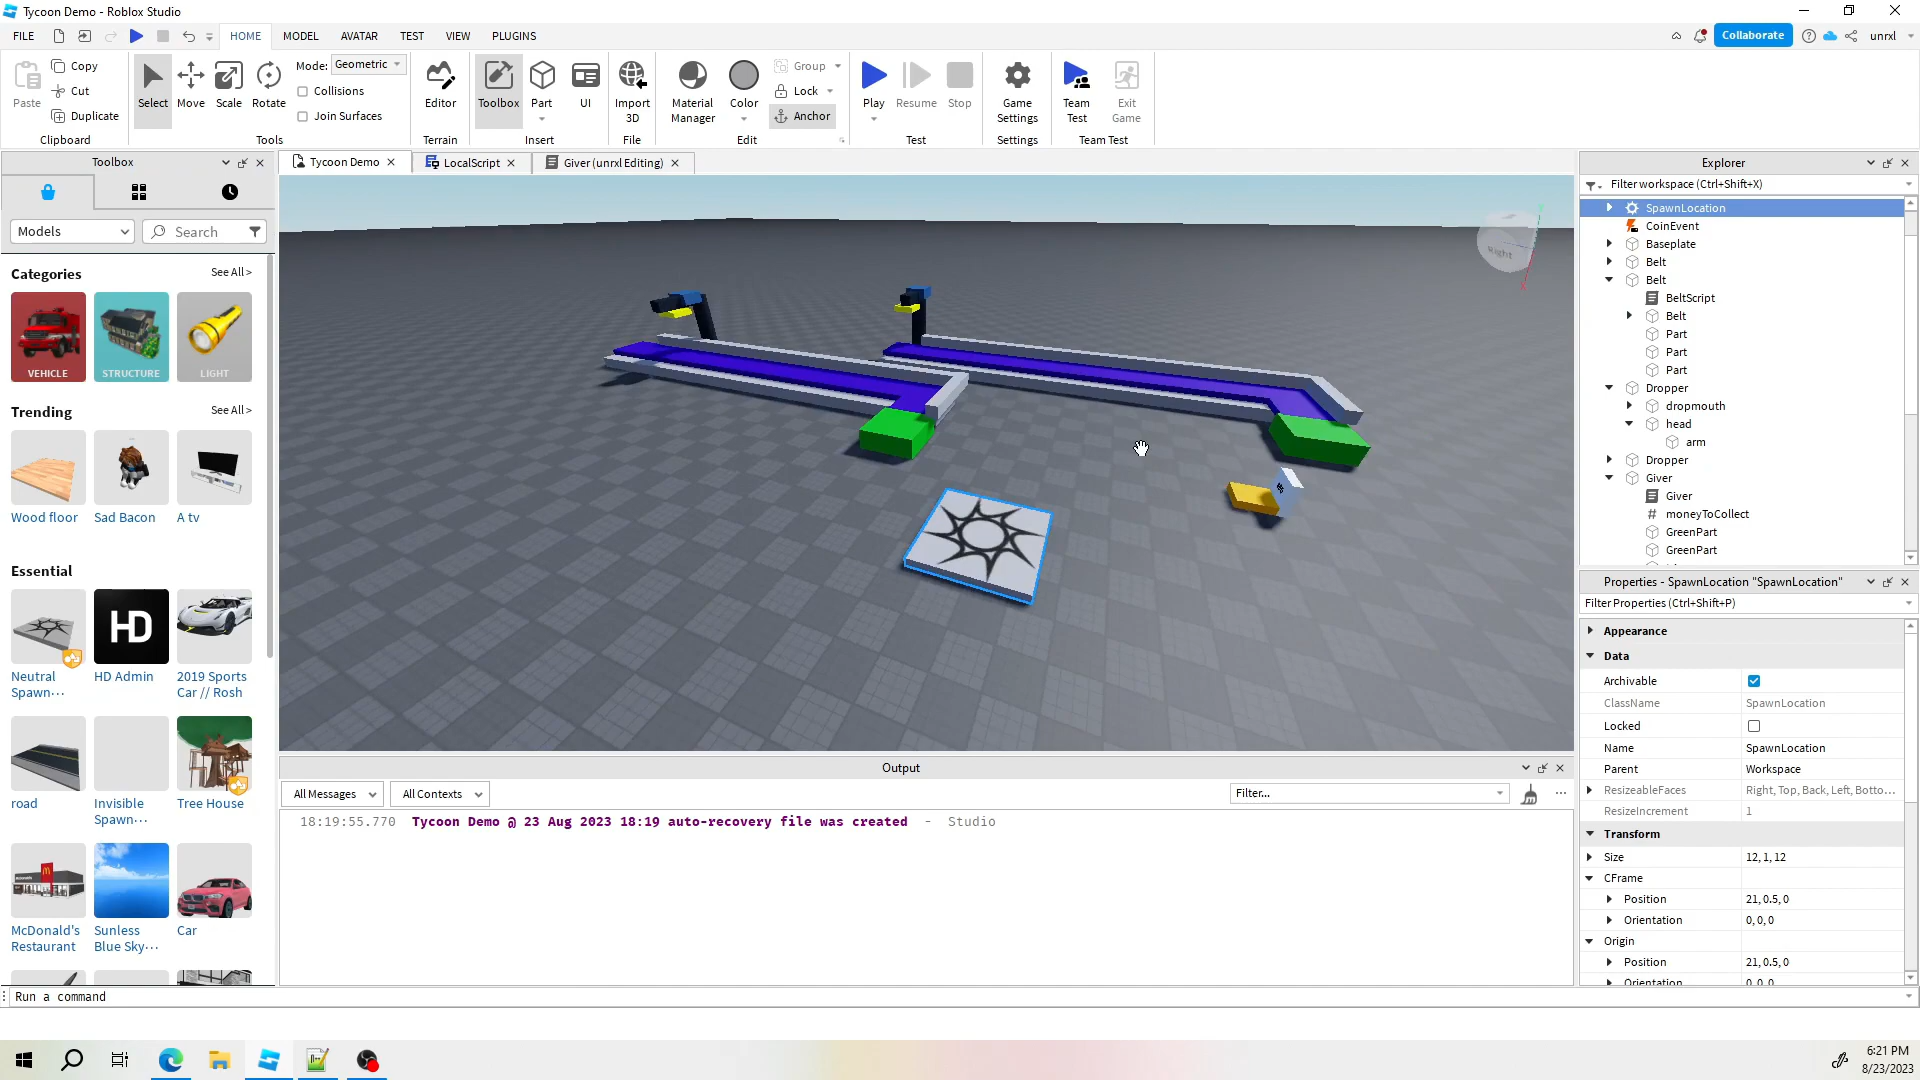 Tycoon Demo - Roblox Studio
FILE HOME MODEL AVATAR TEST VIEW PLUGINS Collaborate unrxl
Paste Copy Cut Duplicate Clipboard
Select Move Scale Rotate Mode: Geometric Collisions Join Surfaces Tools
Editor Terrain
Toolbox Part UI Insert
Import 3D File
Material Manager Color Group Lock Anchor Edit
Play Resume Stop Test
Game Settings Settings
Team Test Exit Game Team Test
Toolbox
Models Search
Categories See All >
VEHICLE STRUCTURE LIGHT
Trending See All >
Wood floor Sad Bacon A tv
Essential
HD
Neutral Spawn··· HD Admin 2019 Sports Car // Rosh
road Invisible Spawn··· Tree House
McDonald's Restaurant Sunless Blue Sky··· Car
Tycoon Demo LocalScript Giver (unrxl Editing)
Right
Output
All Messages All Contexts Filter...
18:19:55.770 Tycoon Demo @ 23 Aug 2023 18:19 auto-recovery file was created - Studio
Explorer
Filter workspace (Ctrl+Shift+X)
SpawnLocation
CoinEvent
Baseplate
Belt
Belt
BeltScript
Belt
Part
Part
Part
Dropper
dropmouth
head
arm
Dropper
Giver
Giver
# moneyToCollect
GreenPart
GreenPart
Properties - SpawnLocation "SpawnLocation"
Filter Properties (Ctrl+Shift+P)
Appearance
Data
Archivable
ClassName SpawnLocation
Locked
Name SpawnLocation
Parent Workspace
ResizeableFaces Right, Top, Back, Left, Botto...
ResizeIncrement 1
Transform
Size 12, 1, 12
CFrame
Position 21, 0.5, 0
Orientation 0, 0, 0
Origin
Position 21, 0.5, 0
Orientation 0, 0, 0
Run a command
6:21 PM
8/23/2023